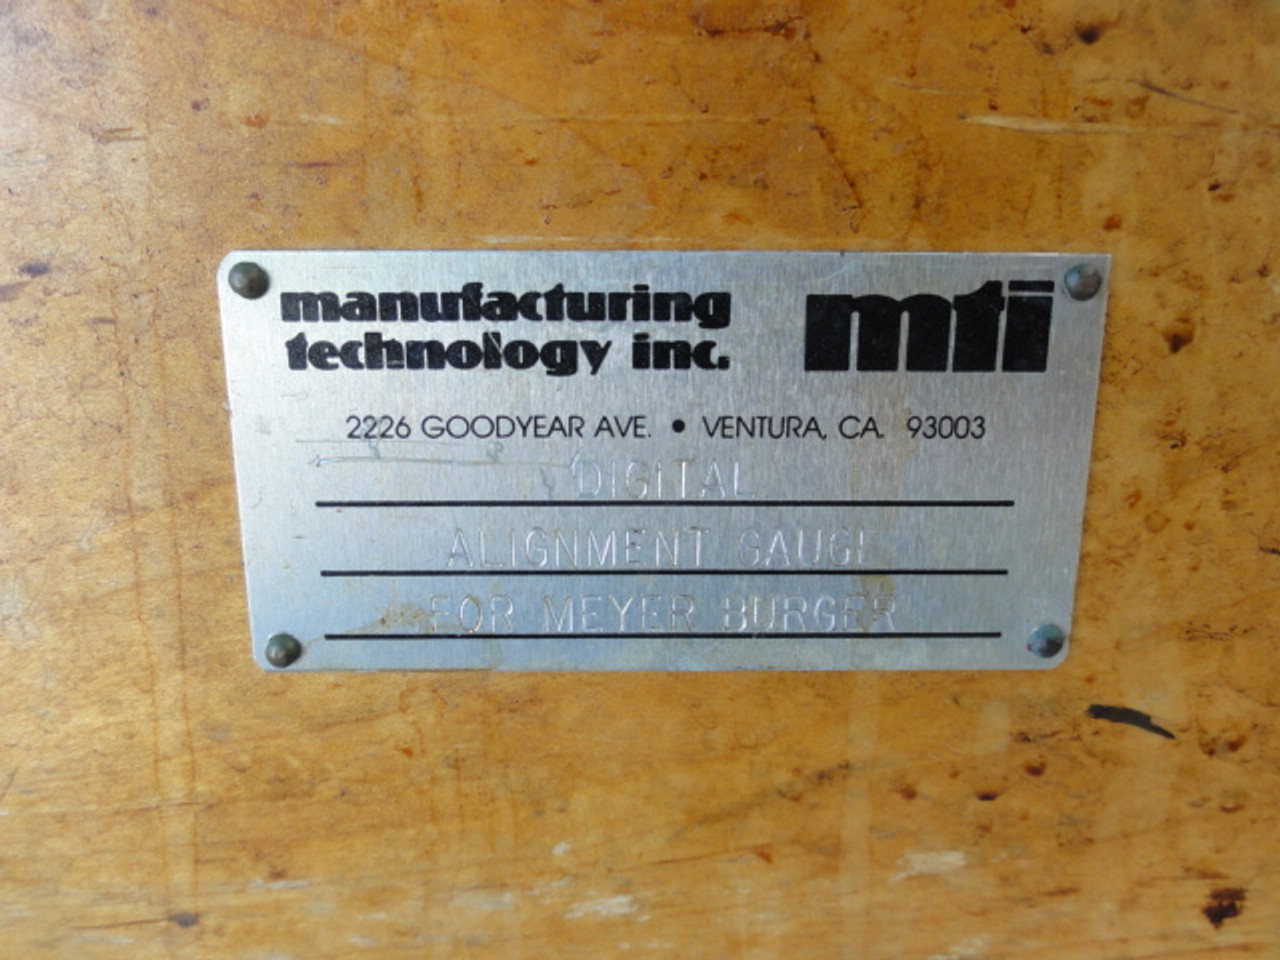 manufacturing
technology inc.
mti
2226 GOODYEAR AVE. • VENTURA, CA. 93003
DIGITAL
ALIGNMENT GAUGE
FOR MEYER BURGER